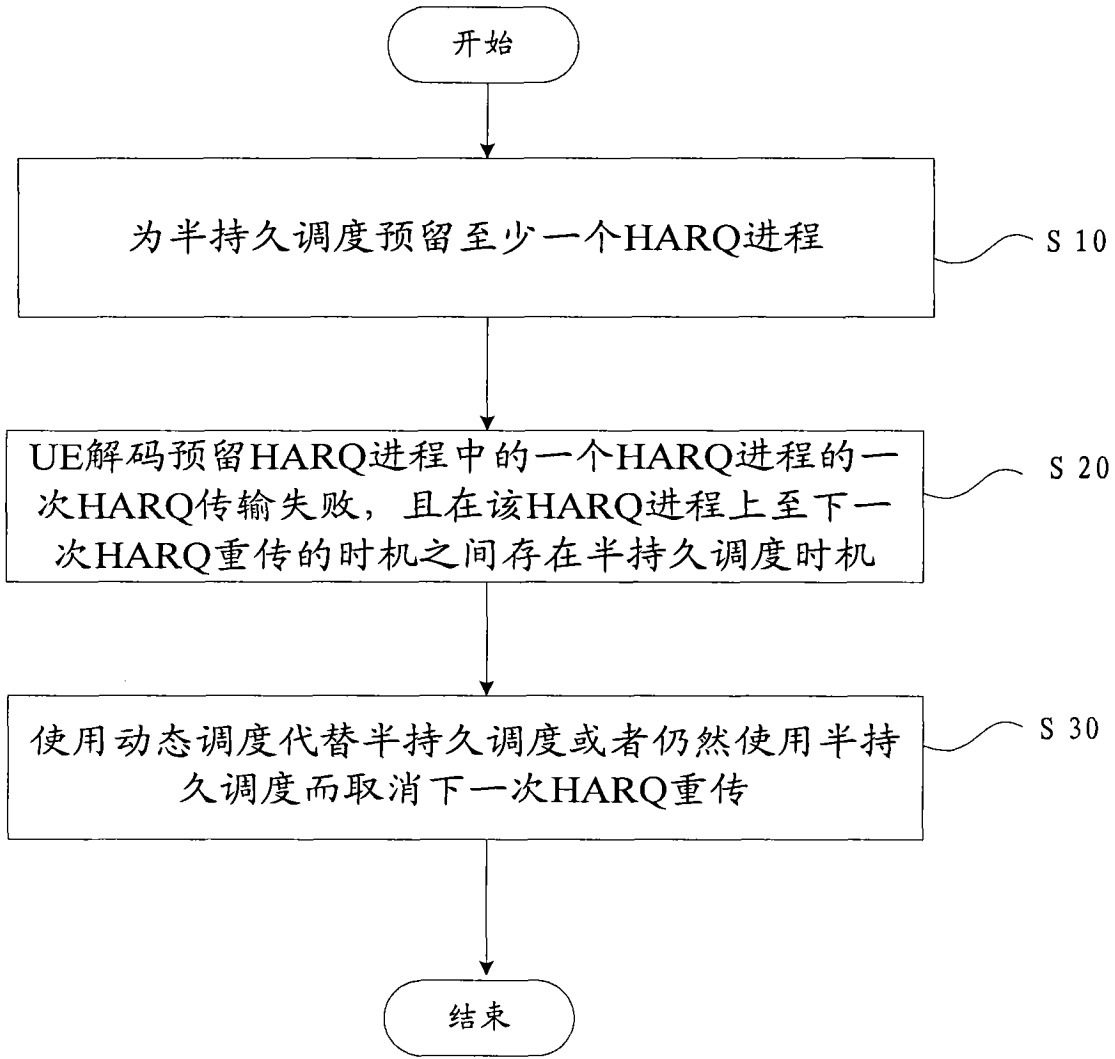 开始
为半持久调度预留至少一个HARQ进程
S 10
UE解码预留HARQ进程中的一个HARQ进程的一
次HARQ传输失败，且在该HARQ进程上至下一
次HARQ重传的时机之间存在半持久调度时机
S 20
使用动态调度代替半持久调度或者仍然使用半持
久调度而取消下一次HARQ重传
S 30
结束